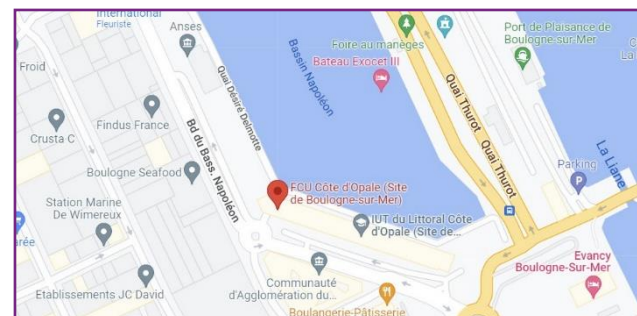 International
Fleuriste
Anses
Froid
Quai Désiré Delmotte
Bassin Napoléon
Foire au manèges
Bateau Exocet III
Port de Plaisance de
Boulogne-sur-Mer
La
Crusta C
Findus France
Bd du Bass. Napoléon
Quai Thurot
Quai Thurot
La Liane
Boulogne Seafood
Parking
P
Station Marine
De Wimereux
FCU Côte d'Opale (Site
de Boulogne-sur-Mer)
IUT du Littoral Côte
d'Opale (Site de...
arée
Communauté
d'Agglomération du...
Evancy
Boulogne-Sur-Mer
Etablissements JC David
Boulangerie-Pâtisserie